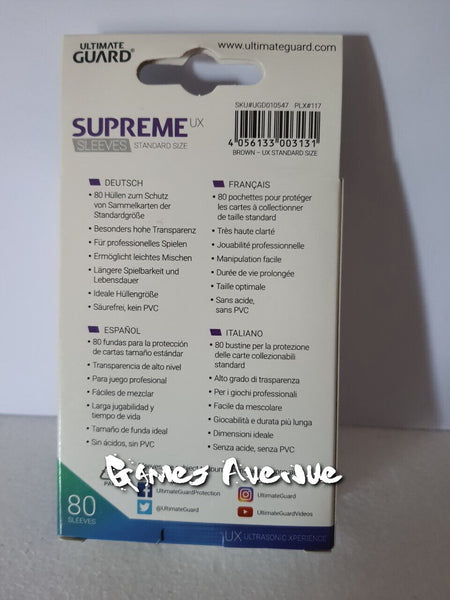 ULTIMATE
GUARD®
www.ultimateguard.com
SKU#UGD010547 PLX#117
4 056133 003131
BROWN – UX STANDARD SIZE
SUPREME UX
SLEEVES STANDARD SIZE
DEUTSCH
• 80 Hüllen zum Schutz
von Sammelkarten der
Standardgröße
• Besonders hohe Transparenz
• Für professionelles Spielen
• Ermöglicht leichtes Mischen
• Längere Spielbarkeit und
Lebensdauer
• Ideale Hüllengröße
• Säurefrei, kein PVC
FRANÇAIS
• 80 pochettes pour protéger
les cartes à collectionner
de taille standard
• Très haute clarté
• Jouabilité professionnelle
• Manipulation facile
• Durée de vie prolongée
• Taille optimale
• Sans acide,
sans PVC
ESPAÑOL
• 80 fundas para la protección
de cartas tamaño estándar
• Transparencia de alto nivel
• Para juego profesional
• Fáciles de mezclar
• Larga jugabilidad y
tiempo de vida
• Tamaño de funda ideal
• Sin ácidos, sin PVC
ITALIANO
• 80 bustine per la protezione
delle carte collezionabili
standard
• Alto grado di trasparenza
• Per i giochi professionali
• Facile da mescolare
• Giocabilità e durata più lunga
• Dimensioni ideale
• Senza acide, senza PVC
Games Avenue
80
SLEEVES
UltimateGuardProtection
@UltimateGuard
UltimateGuard
UltimateGuardVideos
UX ULTRASONIC XPERIENCE